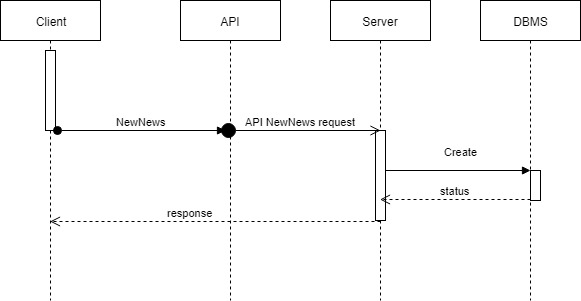 Client
API
Server
DBMS
NewNews
API NewNews request
Create
status
response